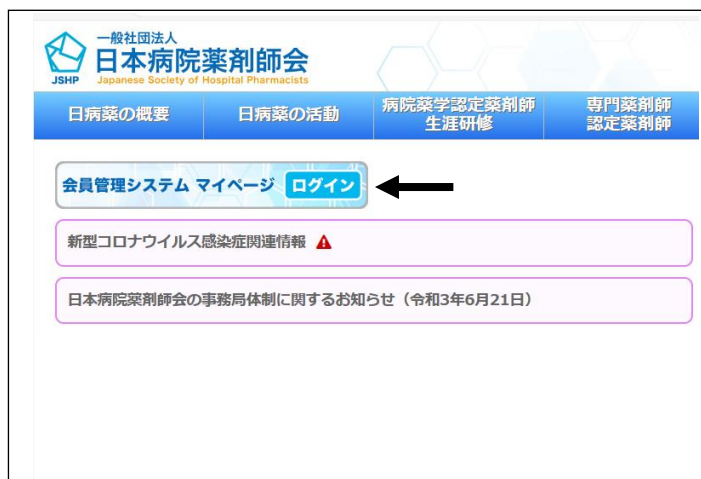 一般社団法人
日本病院薬剤師会
JSHP Japanese Society of Hospital Pharmacists
日病薬の概要
日病薬の活動
病院薬学認定薬剤師
生涯研修
専門薬剤師
認定薬剤師
会員管理システム マイページ ログイン
新型コロナウイルス感染症関連情報
日本病院薬剤師会の事務局体制に関するお知らせ（令和3年6月21日）